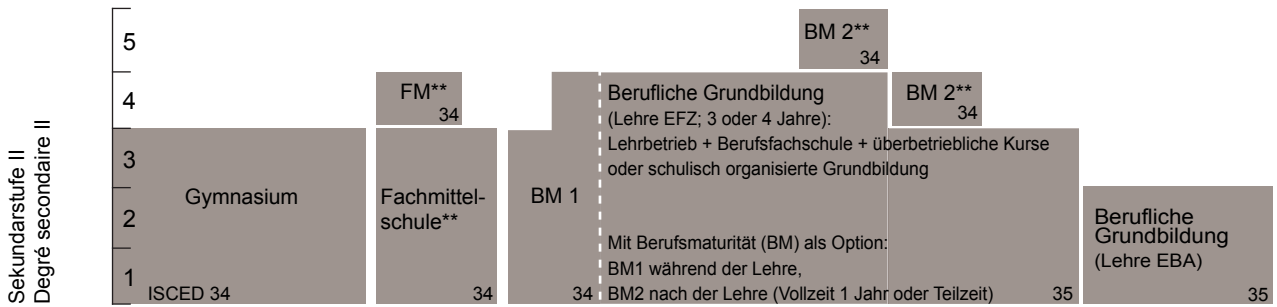 Sekundarstufe II
Degré secondaire II
5
4
3
2
1
Gymnasium
ISCED 34
FM**
34
Fachmittel-
schule**
34
BM 1
34
BM 2**
34
Berufliche Grundbildung
(Lehre EFZ; 3 oder 4 Jahre):
Lehrbetrieb + Berufsfachschule + überbetriebliche Kurse
oder schulisch organisierte Grundbildung
Mit Berufsmaturität (BM) als Option:
BM1 während der Lehre,
BM2 nach der Lehre (Vollzeit 1 Jahr oder Teilzeit)
35
BM 2**
34
Berufliche
Grundbildung
(Lehre EBA)
35